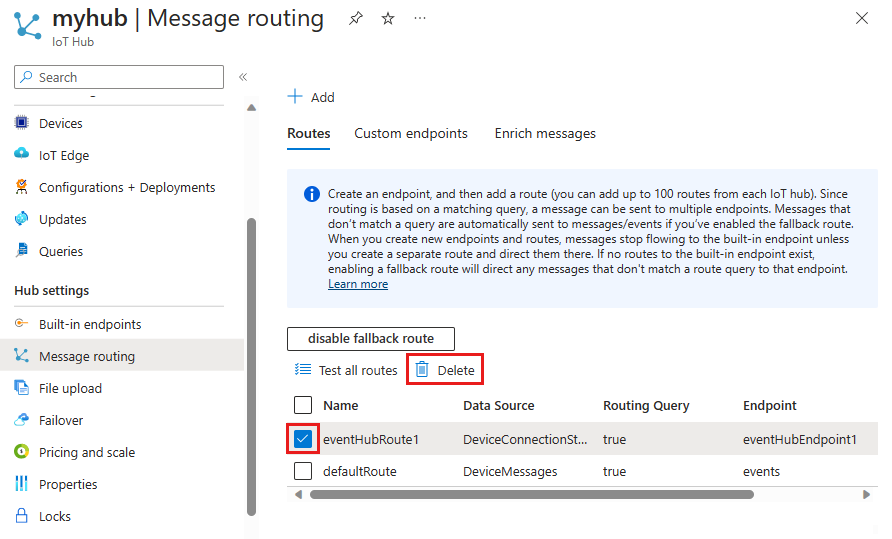 myhub | Message routing
IoT Hub
Search
Devices
IoT Edge
Configurations + Deployments
Updates
Queries
Hub settings
Built-in endpoints
Message routing
File upload
Failover
Pricing and scale
Properties
Locks
Add
Routes Custom endpoints Enrich messages
Create an endpoint, and then add a route (you can add up to 100 routes from each IoT hub). Since
routing is based on a matching query, a message can be sent to multiple endpoints. Messages that
don't match a query are automatically sent to messages/events if you've enabled the fallback route.
When you create new endpoints and routes, messages stop flowing to the built-in endpoint unless
you create a separate route and direct them there. If no routes to the built-in endpoint exist,
enabling a fallback route will direct any messages that don't match a route query to that endpoint.
Learn more
disable fallback route
Test all routes Delete
Name Data Source Routing Query Endpoint
eventHubRoute1 DeviceConnectionSt... true eventHubEndpoint1
defaultRoute DeviceMessages true events